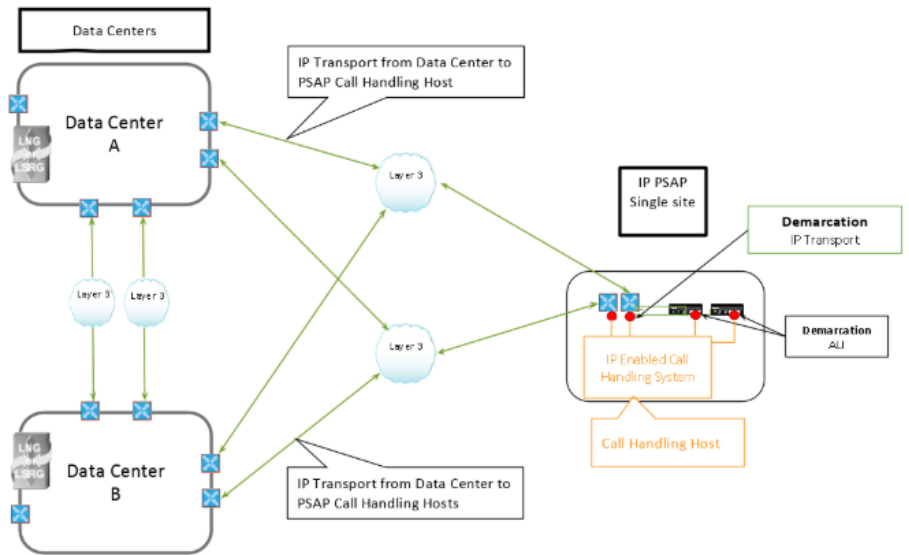 Data Centers
IP Transport from Data Center to
PSAP Call Handling Host
Data Center
A
LNG
LSRG
Layer 3
IP PSAP
Single site
Demarcation
IP Transport
Layer 3
Layer 3
Layer 3
Demarcation
ALI
IP Enabled Call
Handling System
Call Handling Host
LNG
LSRG
Data Center
B
IP Transport from Data Center to
PSAP Call Handling Hosts